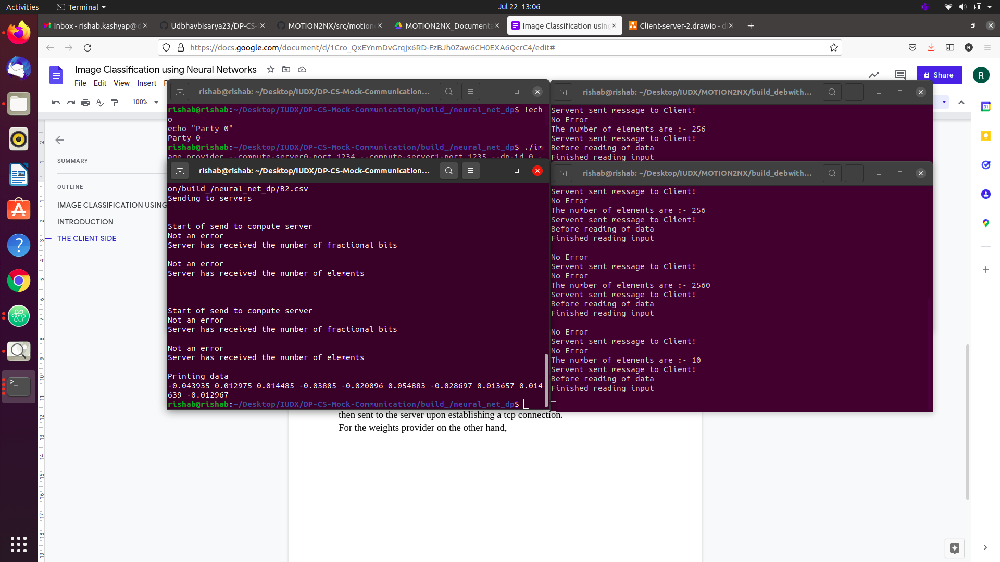 Activities
Terminal
Jul 22 13:06
Inbox - rishab.kashyap@d
Udbhavbisarya23/DP-CS-
MOTION2NX/src/motion
MOTION2NX_Documenta
Image Classification using
Client-server-2.drawio - d
https://docs.google.com/document/d/1Cro_QxEYnmDvGrqjx6RD-FzBJh0Zaw6CH0EXA6QcrC4/edit#
Image Classification using Neural Networks
File Edit View Insert F
Share
R
100%
SUMMARY
OUTLINE
IMAGE CLASSIFICATION USING
INTRODUCTION
THE CLIENT SIDE
rishab@rishab: ~/Desktop/IUDX/DP-CS-Mock-Communication...
rishab@rishab:~/Desktop/IUDX/DP-CS-Mock-Communication/build_/neural_net_dp$ !ech
o
echo "Party 0"
Party 0
rishab@rishab:~/Desktop/IUDX/DP-CS-Mock-Communication/build_/neural_net_dp$ ./im
age_provider --compute-server0-port 1234 --compute-server1-port 1235 --dp-id 0 -
rishab@rishab: ~/Desktop/IUDX/DP-CS-Mock-Communication...
on/build_/neural_net_dp/B2.csv
Sending to servers
Start of send to compute server
Not an error
Server has received the number of fractional bits
Not an error
Server has received the number of elements
Start of send to compute server
Not an error
Server has received the number of fractional bits
Not an error
Server has received the number of elements
Printing data
-0.043935 0.012975 0.014485 -0.03805 -0.020096 0.054883 -0.028697 0.013657 0.014
639 -0.012967
rishab@rishab:~/Desktop/IUDX/DP-CS-Mock-Communication/build_/neural_net_dp$
rishab@rishab: ~/Desktop/IUDX/MOTION2NX/build_debwith...
Servent sent message to Client!
No Error
The number of elements are :- 256
Servent sent message to Client!
Before reading of data
Finished reading input
rishab@rishab: ~/Desktop/IUDX/MOTION2NX/build_debwith...
Servent sent message to Client!
No Error
The number of elements are :- 256
Servent sent message to Client!
Before reading of data
Finished reading input
No Error
Servent sent message to Client!
No Error
The number of elements are :- 2560
Servent sent message to Client!
Before reading of data
Finished reading input
No Error
Servent sent message to Client!
No Error
The number of elements are :- 10
Servent sent message to Client!
Before reading of data
Finished reading input
then sent to the server upon establishing a tcp connection.
For the weights provider on the other hand,